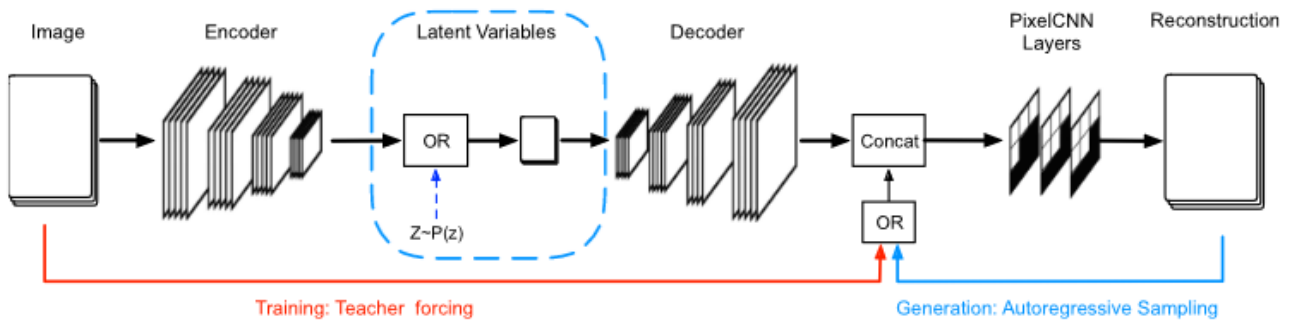 Image
Encoder
Latent Variables
Decoder
PixelCNN
Layers
Reconstruction
OR
Concat
OR
Z~P(z)
Training: Teacher forcing
Generation: Autoregressive Sampling